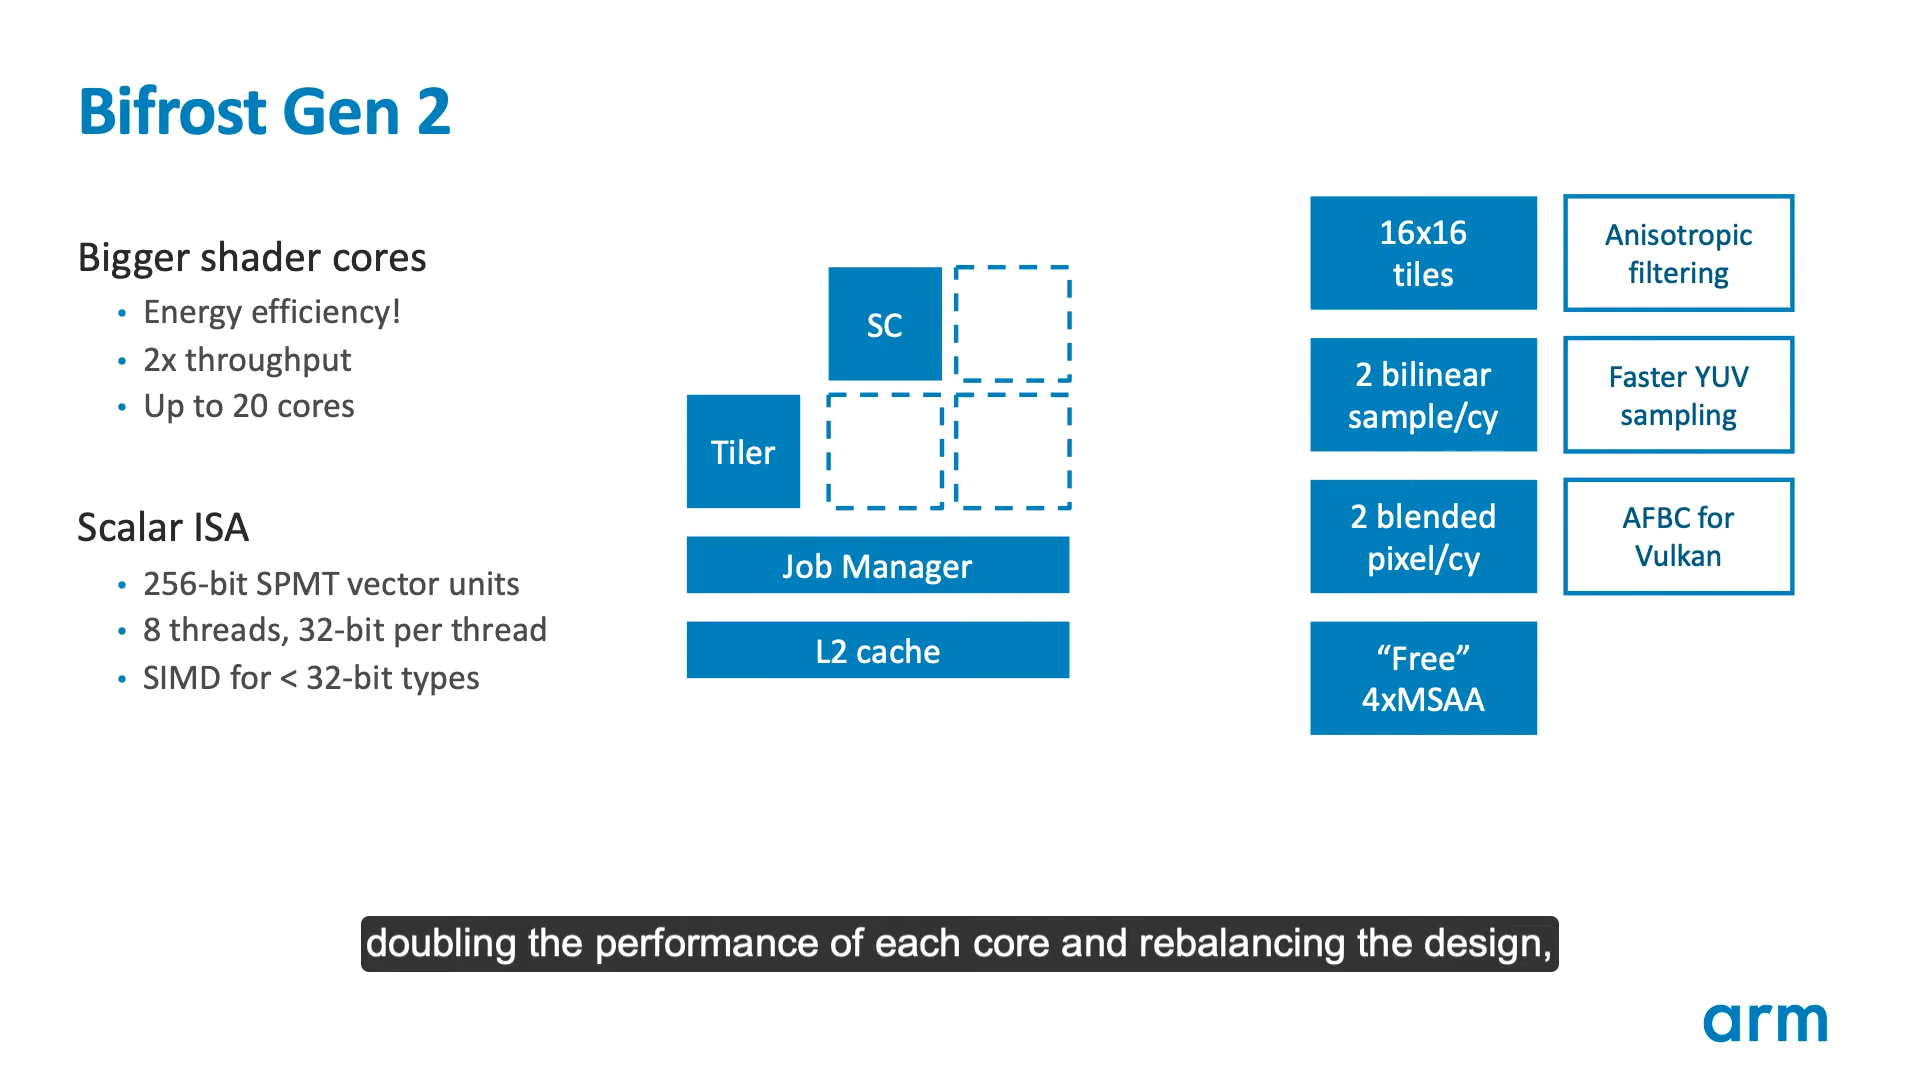 Bifrost Gen 2
Bigger shader cores
• Energy efficiency!
• 2x throughput
• Up to 20 cores
Scalar ISA
• 256-bit SPMT vector units
• 8 threads, 32-bit per thread
• SIMD for < 32-bit types
SC
Tiler
Job Manager
L2 cache
16x16
tiles
Anisotropic
filtering
2 bilinear
sample/cy
Faster YUV
sampling
2 blended
pixel/cy
AFBC for
Vulkan
“Free”
4xMSAA
doubling the performance of each core and rebalancing the design,
arm